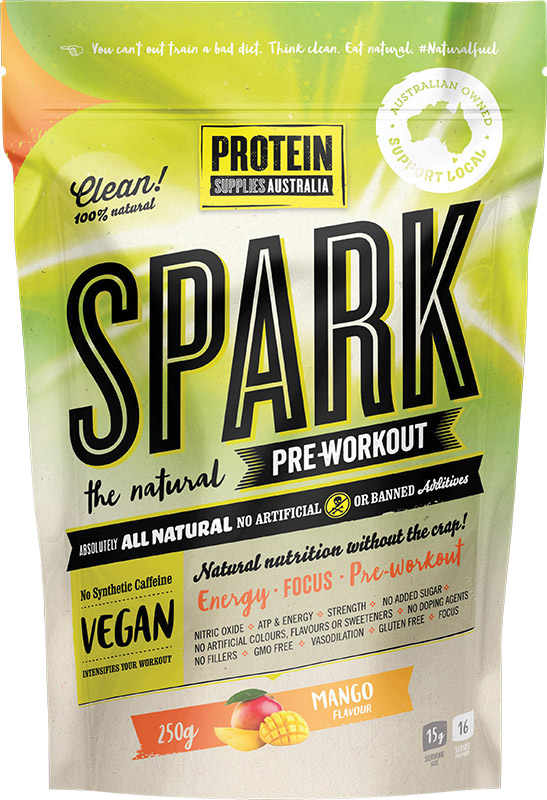 You can't out train a bad diet. Think clean. Eat natural. #Naturalfuel
AUSTRALIAN OWNED
SUPPORT LOCAL
PROTEIN
SUPPLIES AUSTRALIA
Clean!
100% natural
SPARK
the natural
PRE-WORKOUT
ABSOLUTELY ALL NATURAL NO ARTIFICIAL OR BANNED Additives
Natural nutrition without the crap!
Energy · FOCUS · Pre-Workout
No Synthetic Caffeine
VEGAN
INTENSIFIES YOUR WORKOUT
NITRIC OXIDE ATP & ENERGY STRENGTH NO ADDED SUGAR
NO ARTIFICIAL COLOURS, FLAVOURS OR SWEETENERS NO DOPING AGENTS
NO FILLERS GMO FREE VASODILATION GLUTEN FREE FOCUS
250g
MANGO
FLAVOUR
15g
SERVING
SIZE
16